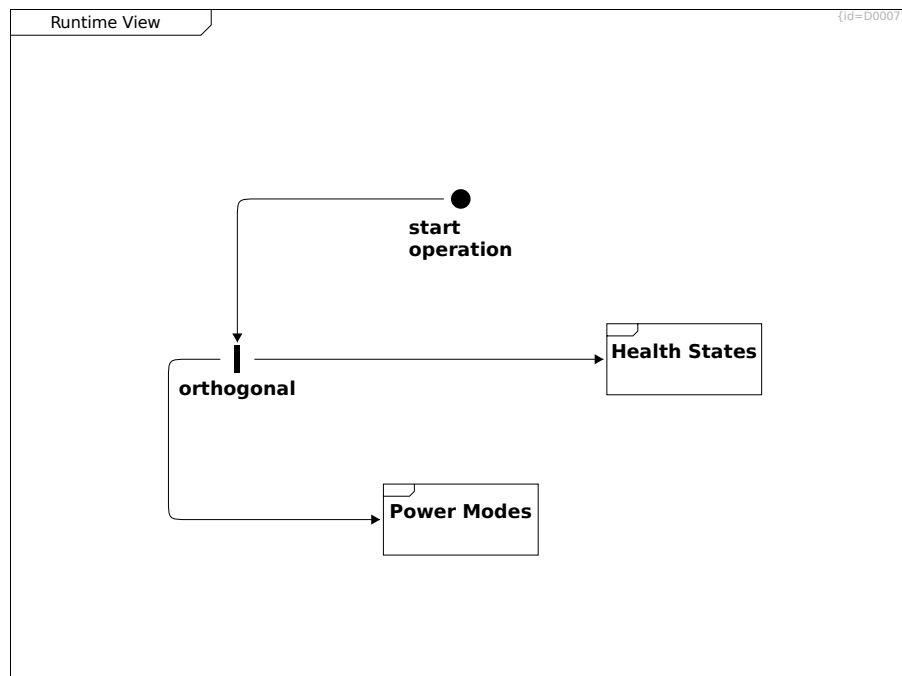 Runtime View
{id=D0007
start
operation
Health States
orthogonal
Power Modes